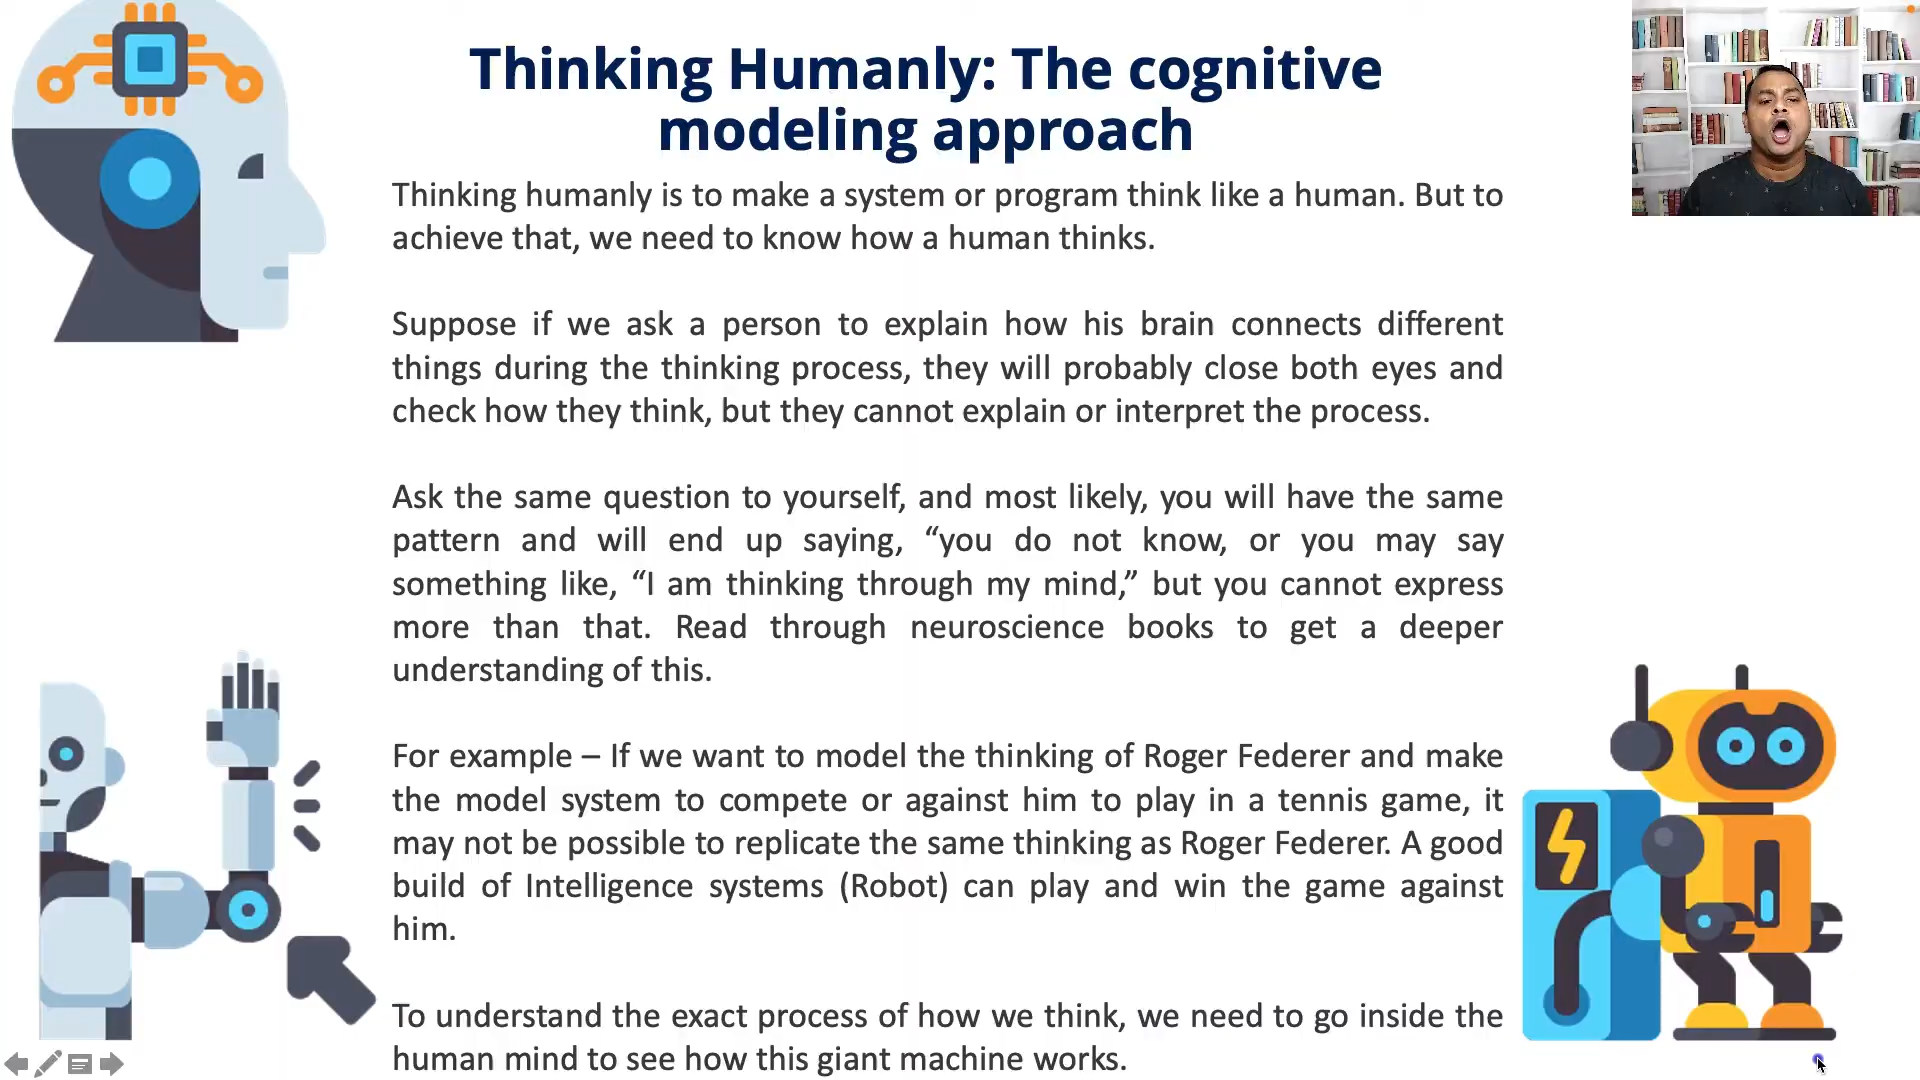 Thinking Humanly: The cognitive
modeling approach
Thinking humanly is to make a system or program think like a human. But to
achieve that, we need to know how a human thinks.
Suppose if we ask a person to explain how his brain connects different
things during the thinking process, they will probably close both eyes and
check how they think, but they cannot explain or interpret the process.
Ask the same question to yourself, and most likely, you will have the same
pattern and will end up saying, “you do not know, or you may say
something like, “I am thinking through my mind,” but you cannot express
more than that. Read through neuroscience books to get a deeper
understanding of this.
For example – If we want to model the thinking of Roger Federer and make
the model system to compete or against him to play in a tennis game, it
may not be possible to replicate the same thinking as Roger Federer. A good
build of Intelligence systems (Robot) can play and win the game against
him.
To understand the exact process of how we think, we need to go inside the
human mind to see how this giant machine works.